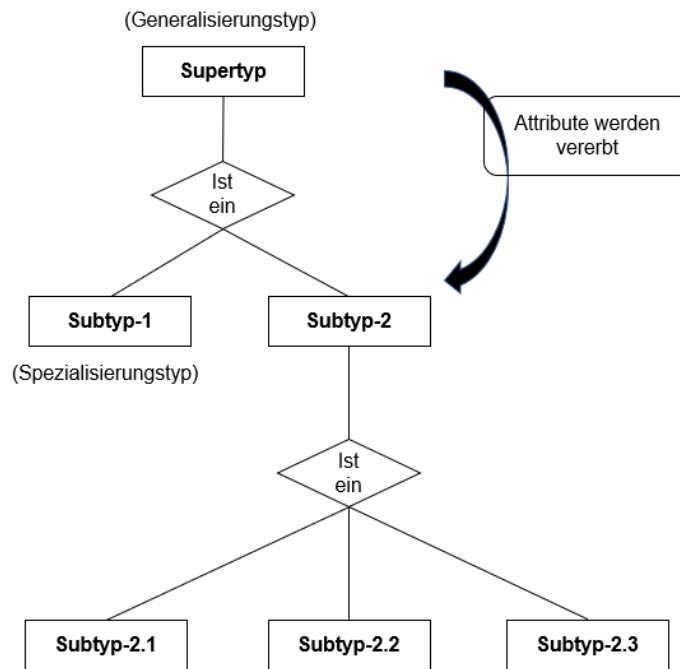 (Generalisierungstyp)
Supertyp
Attribute werden
vererbt
Ist
ein
Subtyp-1
Subtyp-2
(Spezialisierungstyp)
Ist
ein
Subtyp-2.1
Subtyp-2.2
Subtyp-2.3